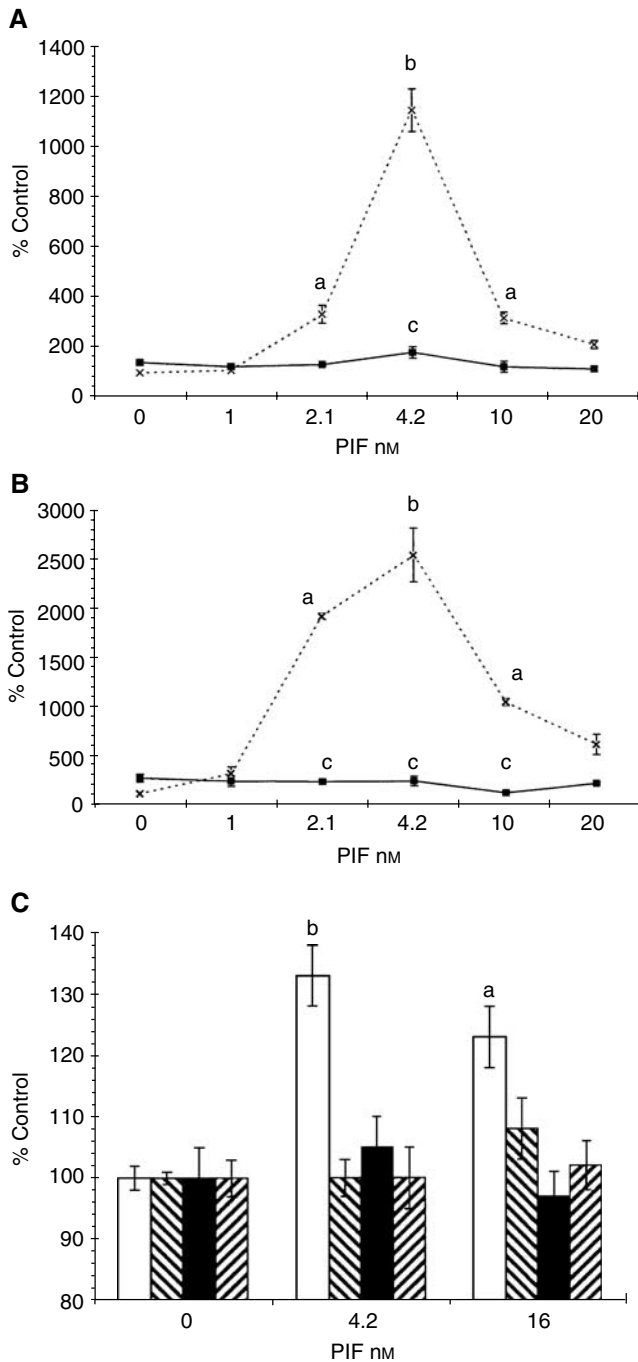 A
1400
1200
1000
800
600
400
200
0
% Control
a
b
a
c
0 1 2.1 4.2 10 20
PIF nM
B
3000
2500
2000
1500
1000
500
0
% Control
a
b
a
c c c
0 1 2.1 4.2 10 20
PIF nM
C
140
130
120
110
100
90
80
% Control
b
a
0 4.2 16
PIF nM